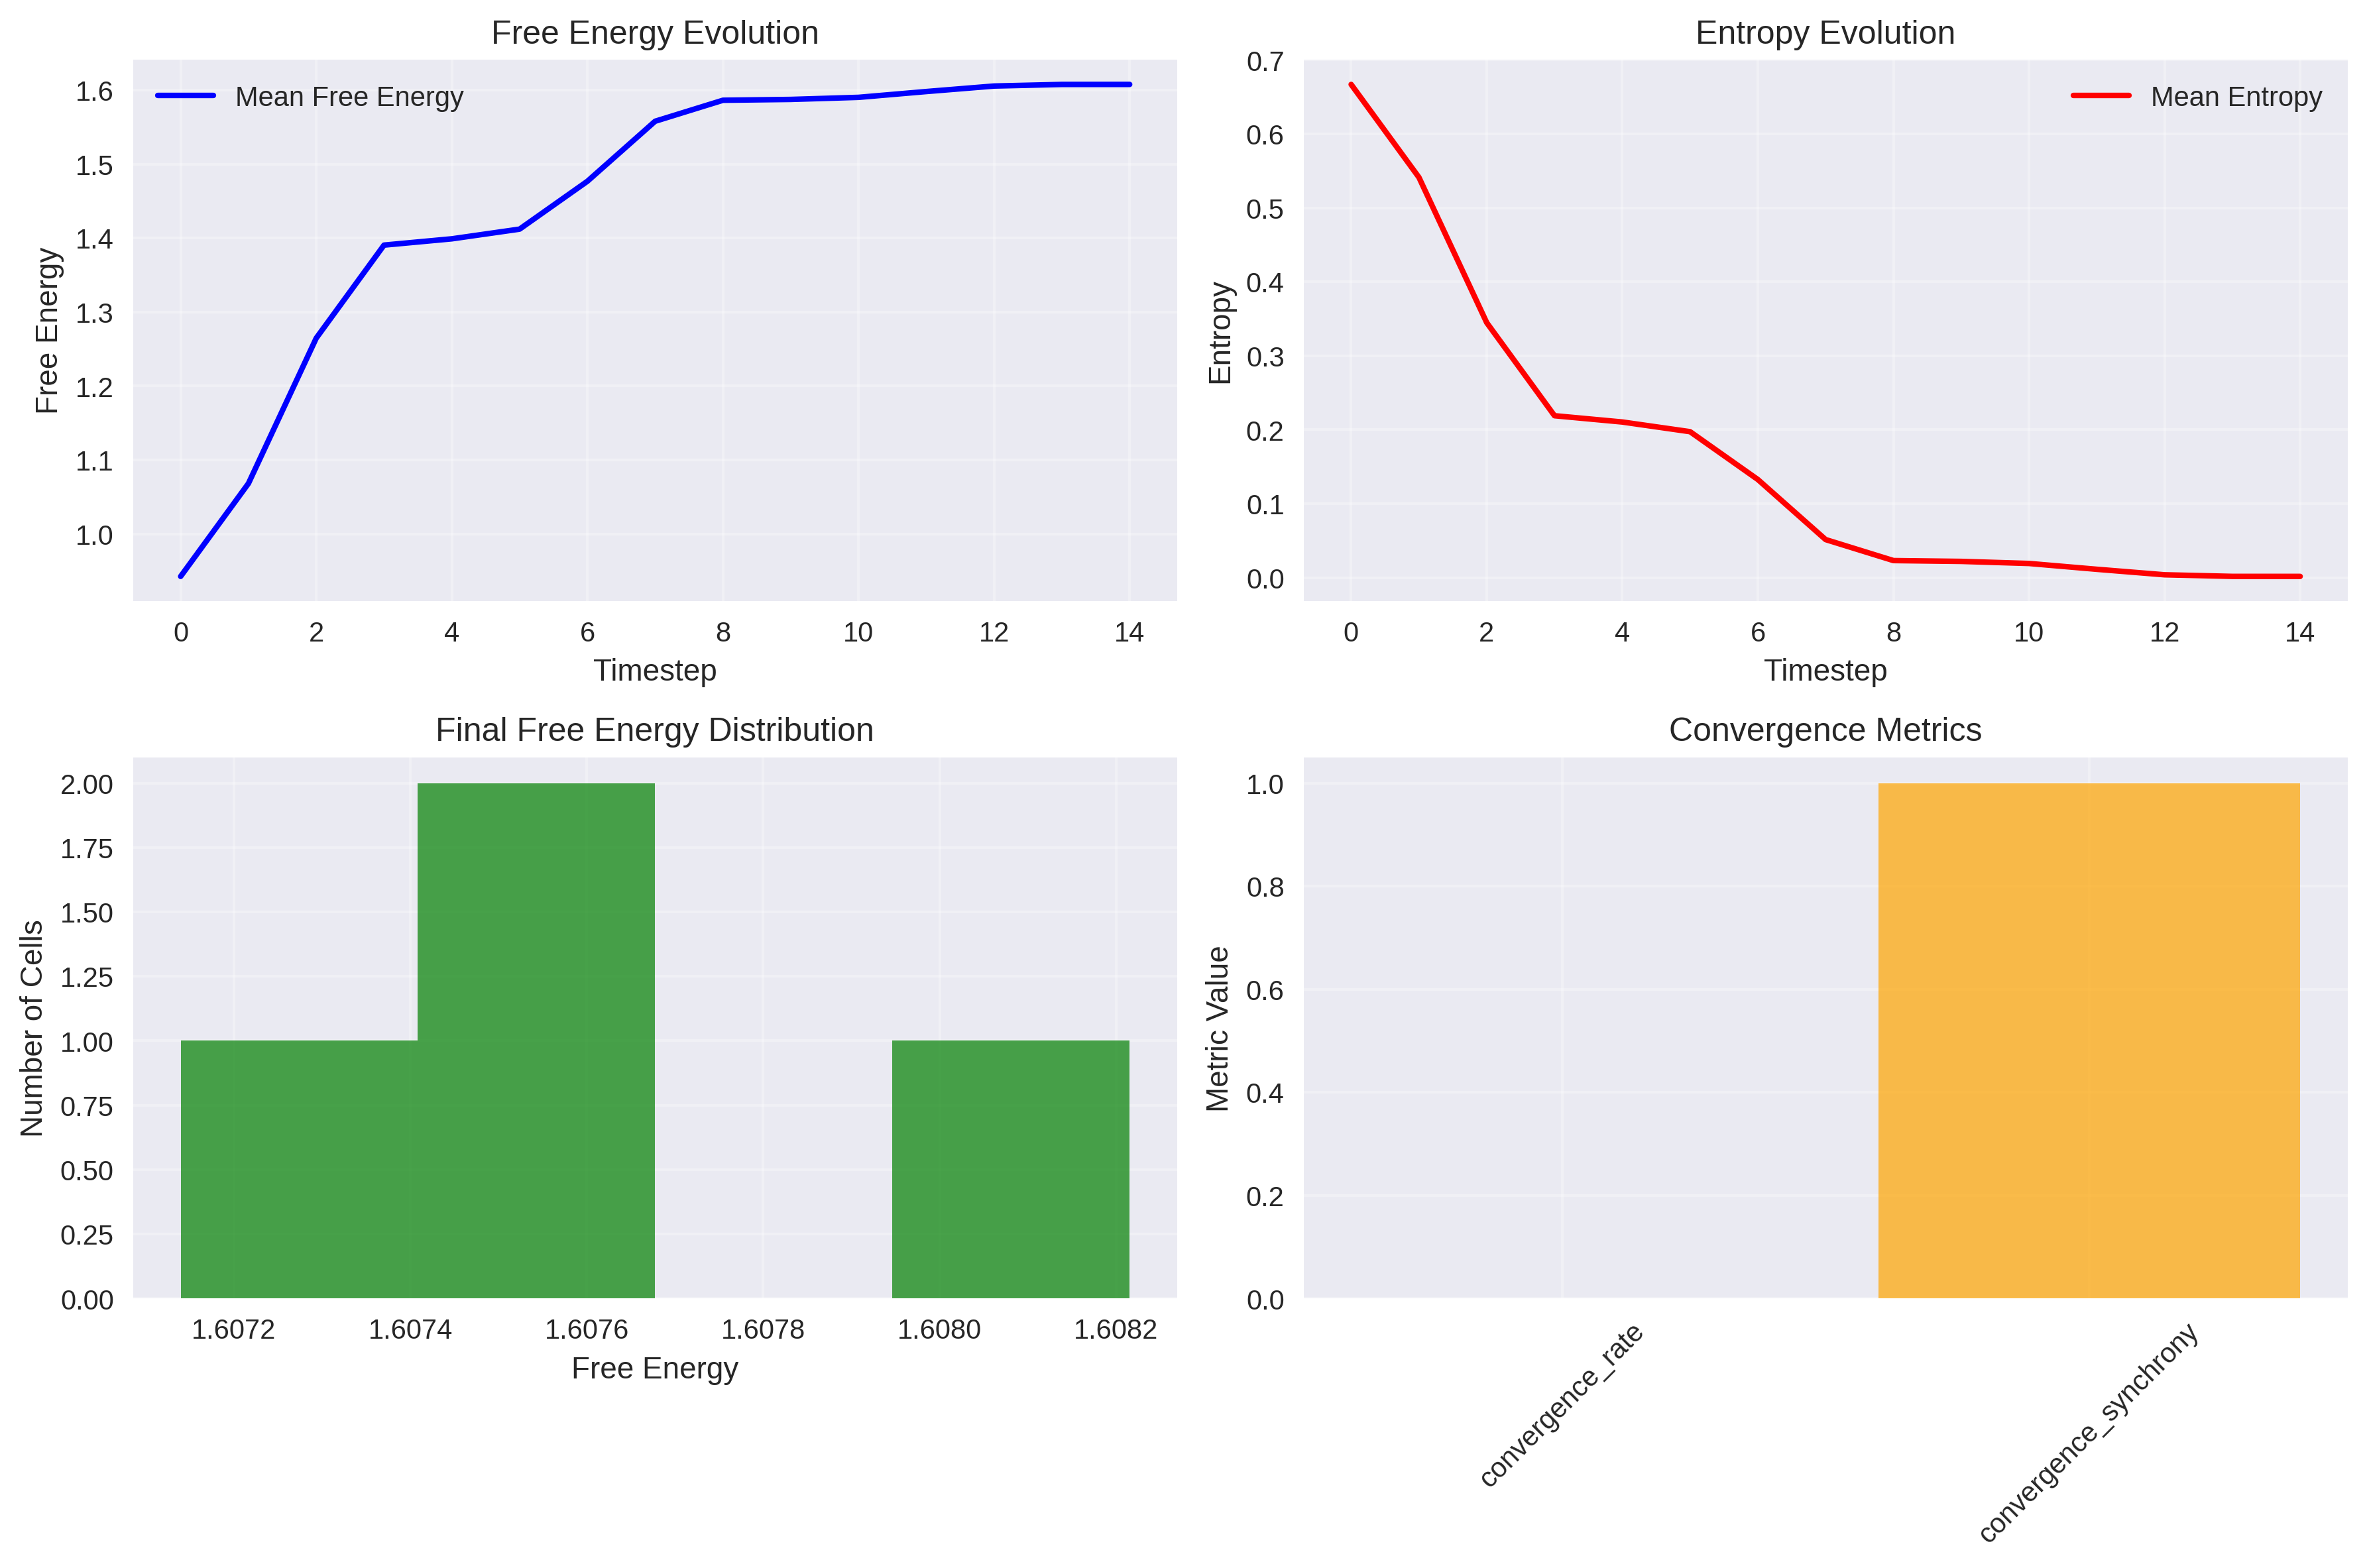 Free Energy Evolution
Mean Free Energy
Free Energy
1.6
1.5
1.4
1.3
1.2
1.1
1.0
0 2 4 6 8 10 12 14
Timestep
Entropy Evolution
Mean Entropy
Entropy
0.7
0.6
0.5
0.4
0.3
0.2
0.1
0.0
0 2 4 6 8 10 12 14
Timestep
Final Free Energy Distribution
Number of Cells
2.00
1.75
1.50
1.25
1.00
0.75
0.50
0.25
0.00
1.6072 1.6074 1.6076 1.6078 1.6080 1.6082
Free Energy
Convergence Metrics
Metric Value
1.0
0.8
0.6
0.4
0.2
0.0
convergence_rate
convergence_synchrony